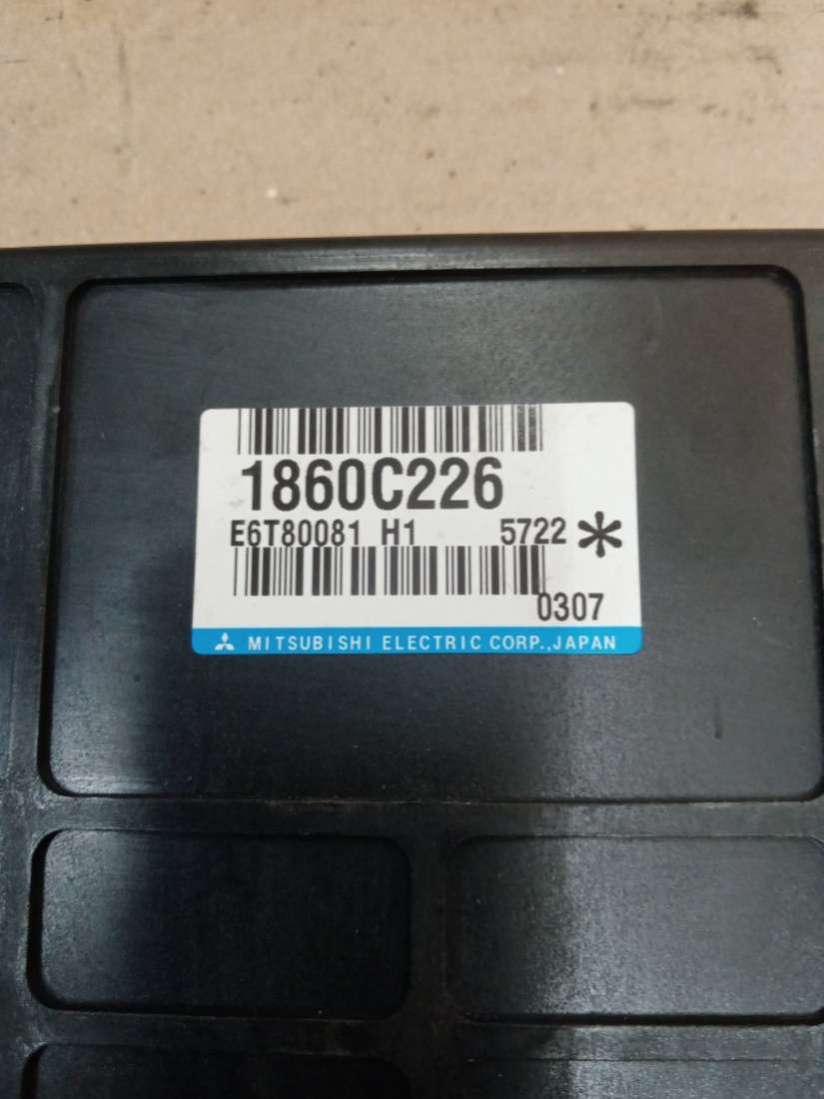 1860C226
E6T80081 H1 5722 *
0307
MITSUBISHI ELECTRIC CORP.,JAPAN